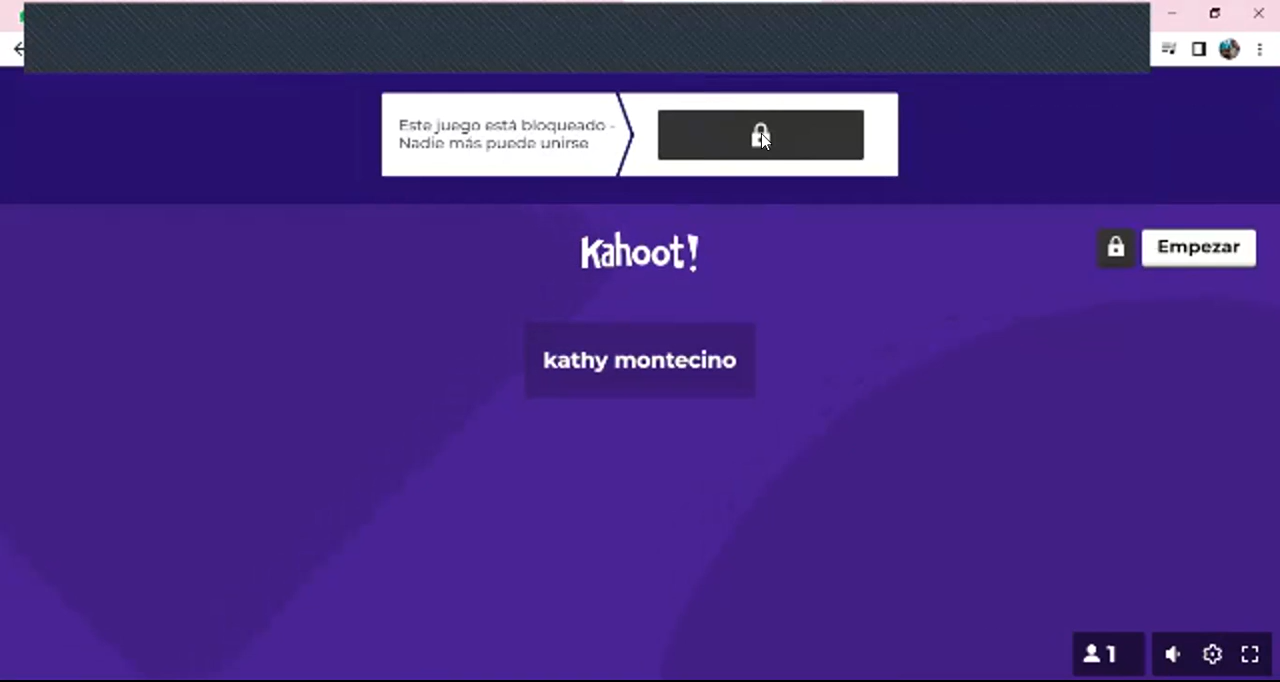 Este juego está bloqueado -
Nadie más puede unirse
Kahoot!
Empezar
kathy montecino
1